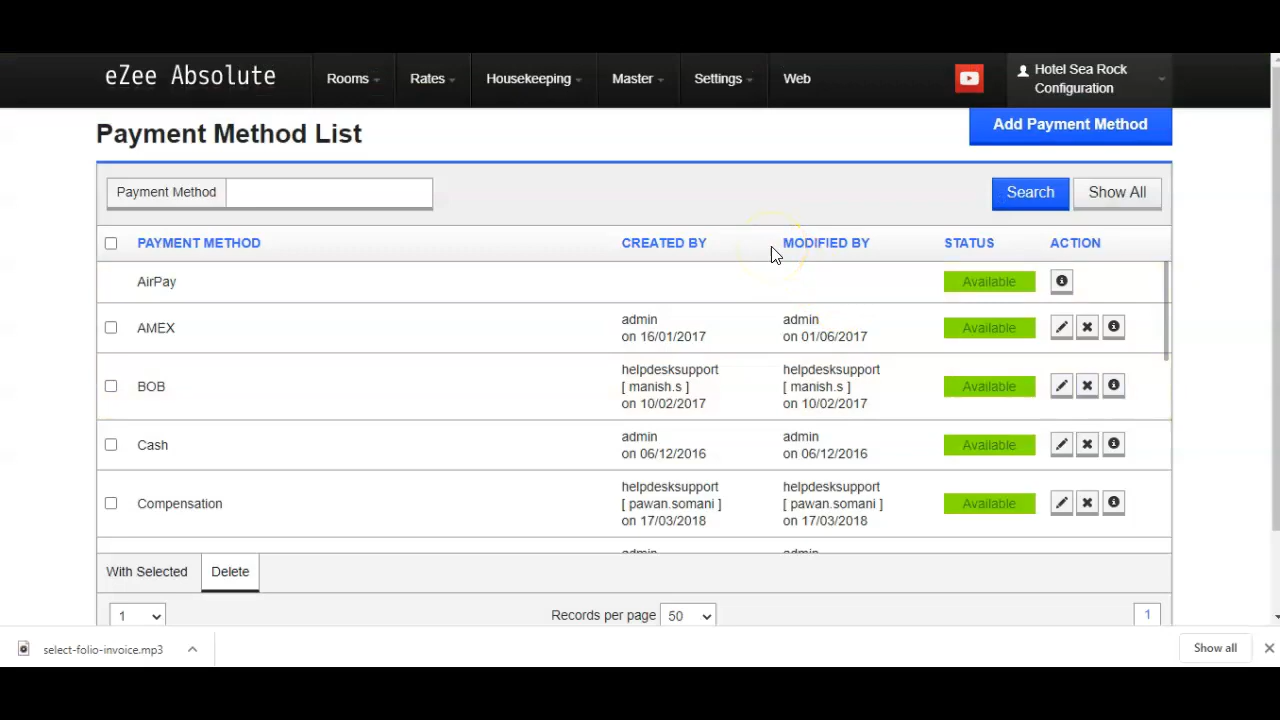 eZee Absolute
Rooms
Rates
Housekeeping
Master
Settings
Web
Hotel Sea Rock
Configuration
Payment Method List
Add Payment Method
Payment Method
Search
Show All
PAYMENT METHOD
CREATED BY
MODIFIED BY
STATUS
ACTION
AirPay
Available
AMEX
admin
on 16/01/2017
admin
on 01/06/2017
Available
BOB
helpdesksupport
[ manish.s ]
on 10/02/2017
helpdesksupport
[ manish.s ]
on 10/02/2017
Available
Cash
admin
on 06/12/2016
admin
on 06/12/2016
Available
Compensation
helpdesksupport
[ pawan.somani ]
on 17/03/2018
helpdesksupport
[ pawan.somani ]
on 17/03/2018
Available
admin
admin
With Selected
Delete
1
Records per page
50
1
select-folio-invoice.mp3
Show all